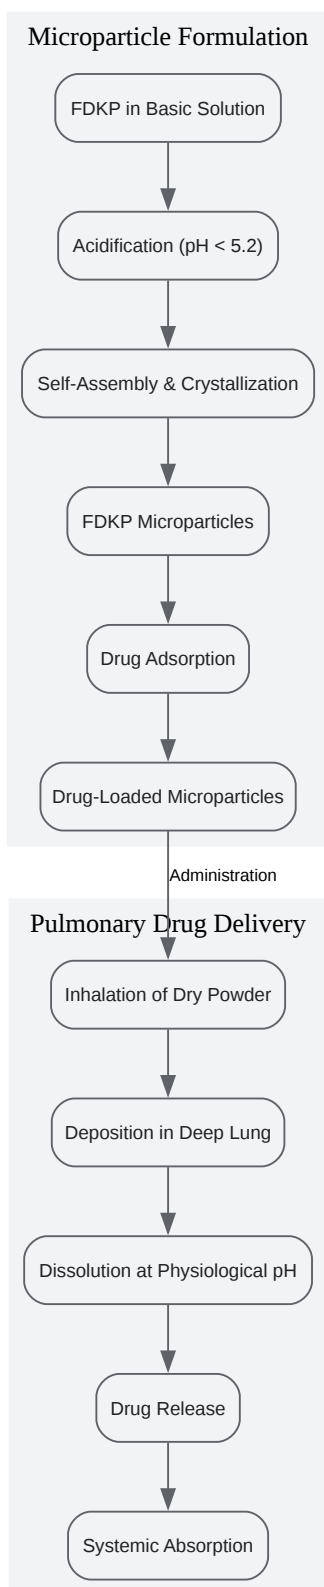 Microparticle Formulation
FDKP in Basic Solution
Acidification (pH < 5.2)
Self-Assembly & Crystallization
FDKP Microparticles
Drug Adsorption
Drug-Loaded Microparticles
Administration
Pulmonary Drug Delivery
Inhalation of Dry Powder
Deposition in Deep Lung
Dissolution at Physiological pH
Drug Release
Systemic Absorption